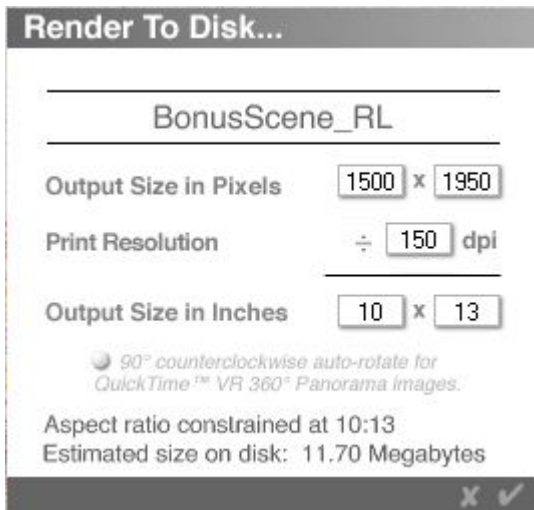 Render To Disk...
BonusScene_RL
Output Size in Pixels 1500 x 1950
Print Resolution ÷ 150 dpi
Output Size in Inches 10 x 13
90° counterclockwise auto-rotate for
QuickTime™ VR 360° Panorama images.
Aspect ratio constrained at 10:13
Estimated size on disk: 11.70 Megabytes